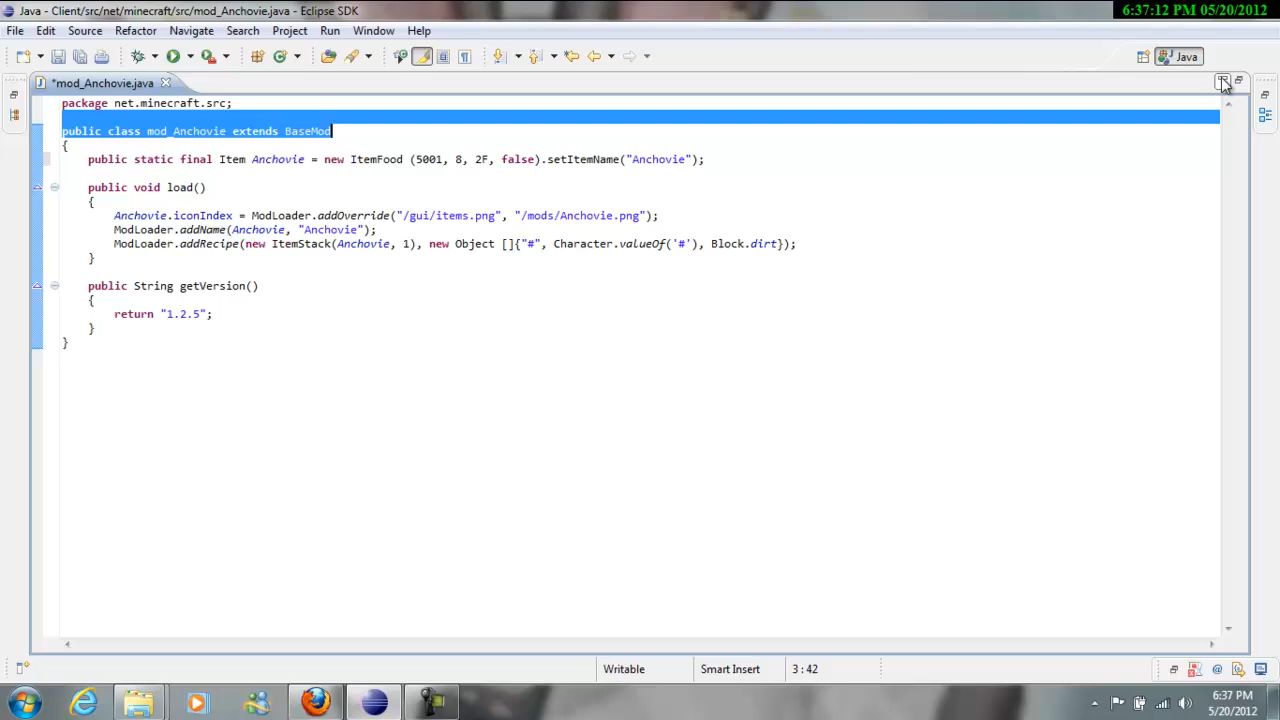 Java - Client/src/net/minecraft/src/mod_Anchovie.java - Eclipse SDK
6:37:12 PM 05/20/2012
File Edit Source Refactor Navigate Search Project Run Window Help
Java
*mod_Anchovie.java
package net.minecraft.src;
public class mod_Anchovie extends BaseMod
{
public static final Item Anchovie = new ItemFood (5001, 8, 2F, false).setItemName("Anchovie");
public void load()
{
Anchovie.iconIndex = ModLoader.addOverride("/gui/items.png", "/mods/Anchovie.png");
ModLoader.addName(Anchovie, "Anchovie");
ModLoader.addRecipe(new ItemStack(Anchovie, 1), new Object []{"#", Character.valueOf('#'), Block.dirt});
}
public String getVersion()
{
return "1.2.5";
}
}
Writable Smart Insert 3 : 42
6:37 PM
5/20/2012